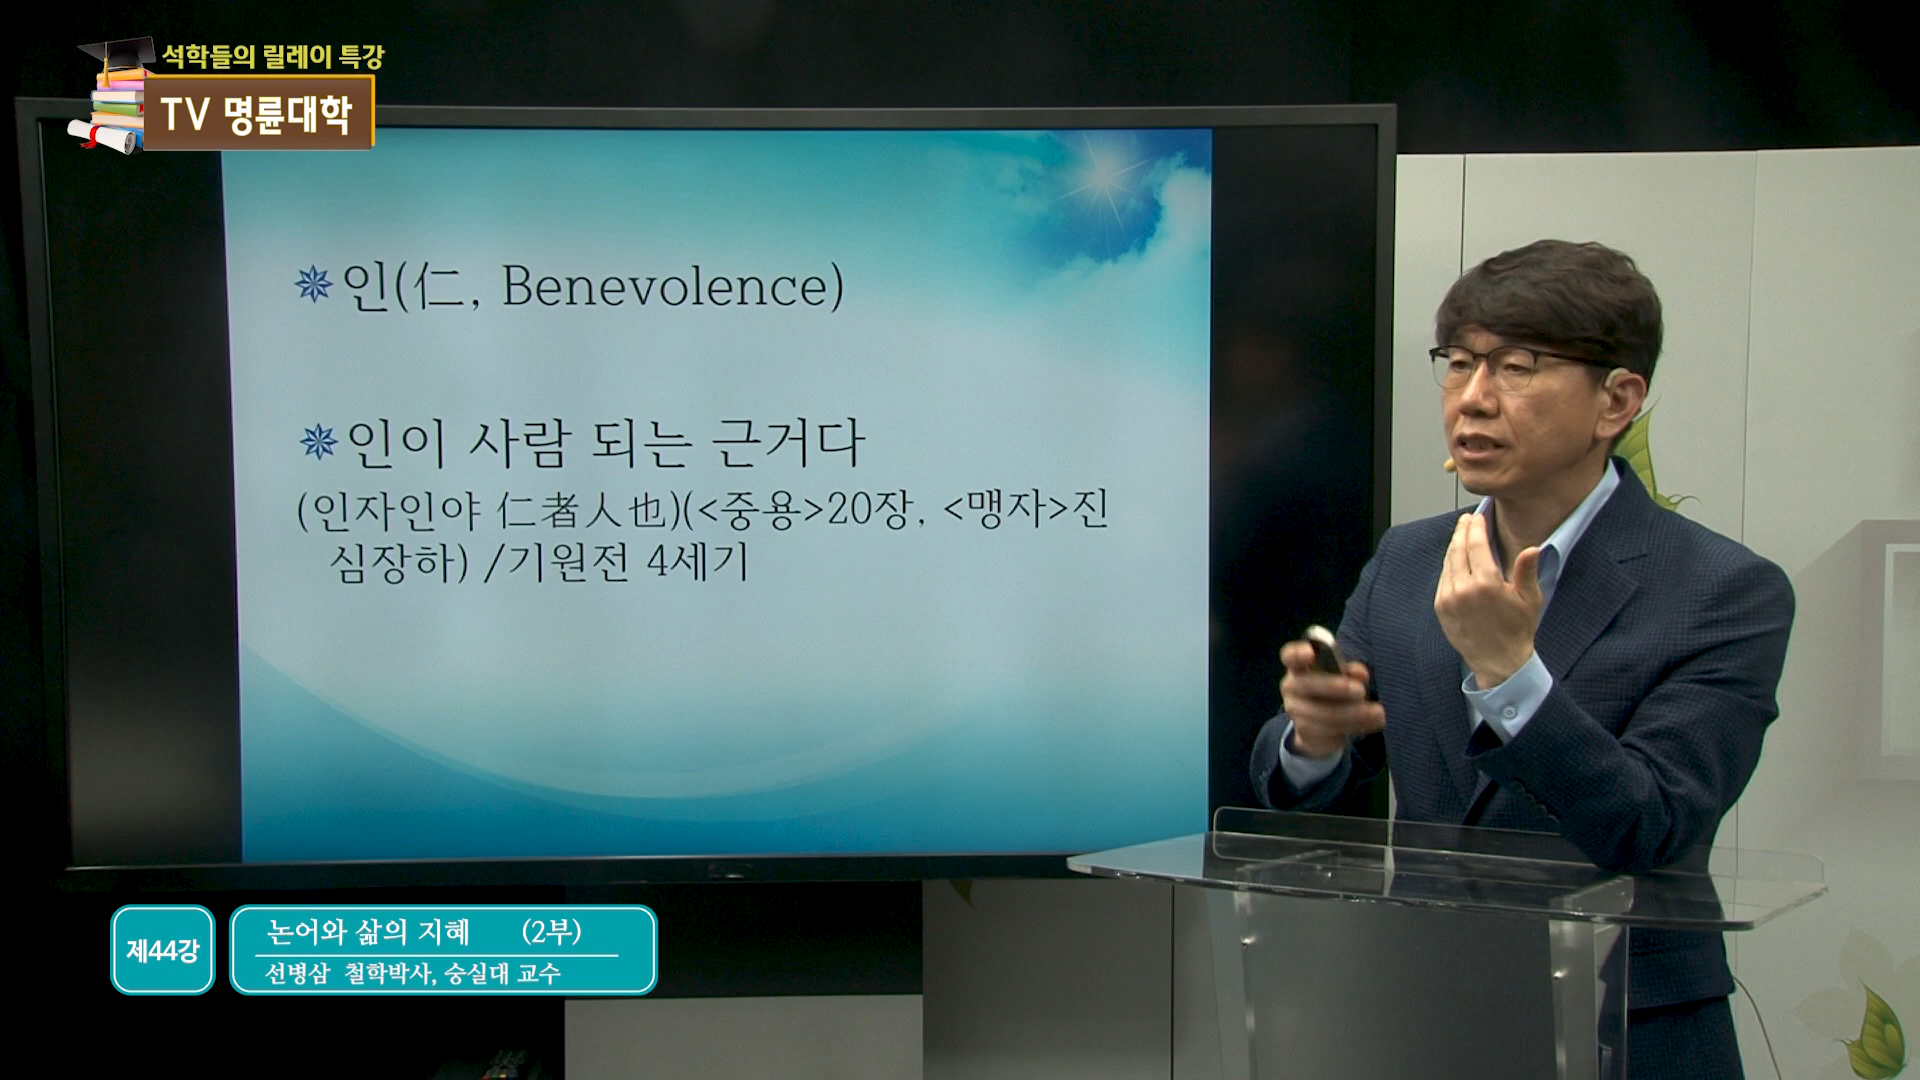 석학들의 릴레이 특강
TV 명륜대학
인(仁, Benevolence)
인이 사람 되는 근거다
(인자인야 仁者人也)(<중용>20장, <맹자>진
심장하) /기원전 4세기
제44강
논어와 삶의 지혜 (2부)
선병삼 철학박사, 숭실대 교수